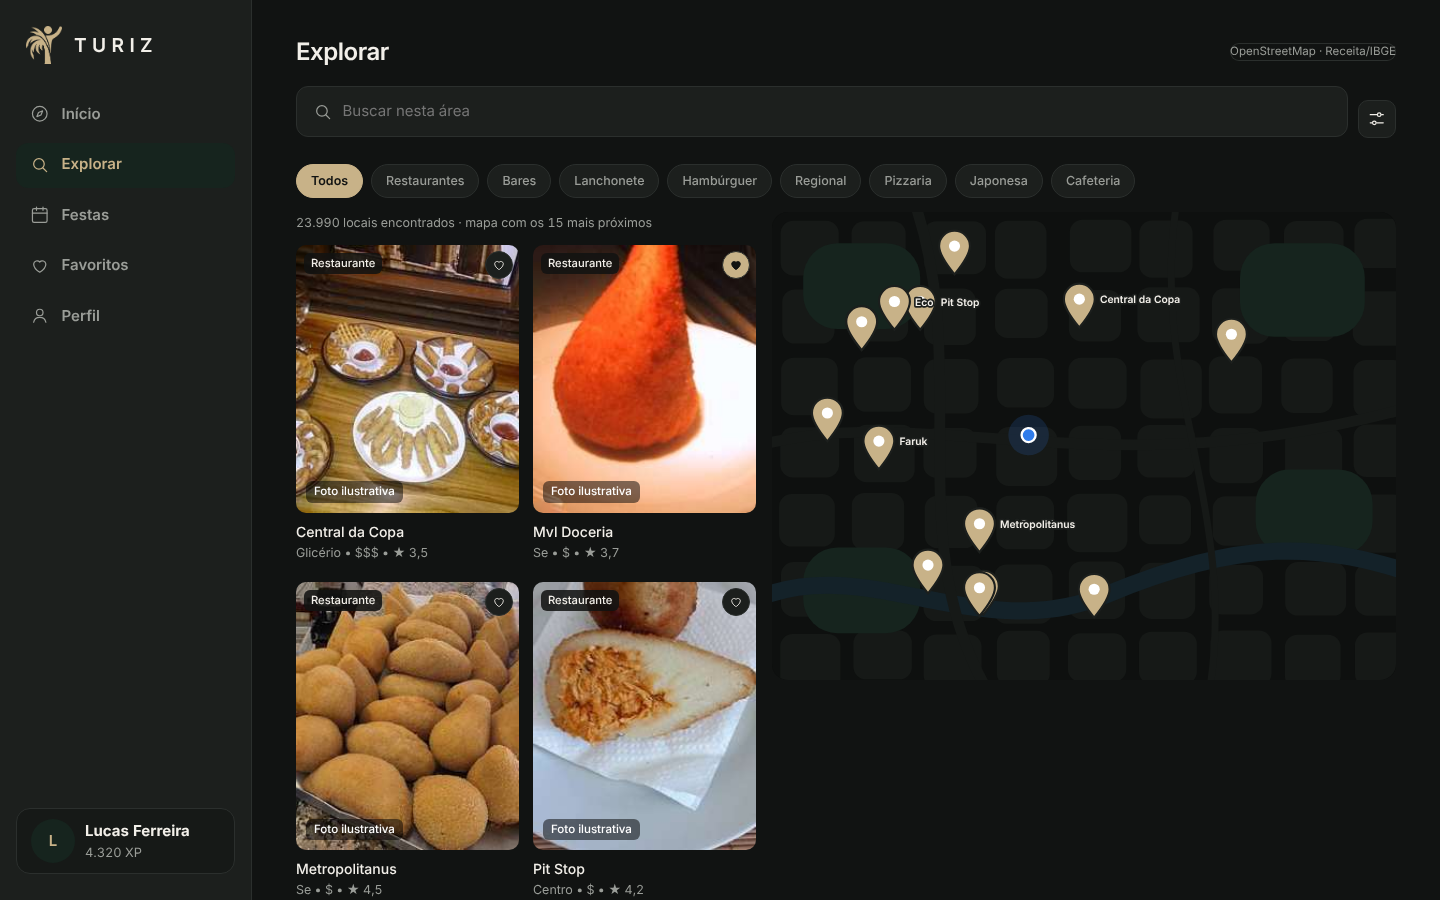 TURIZ
Início
Explorar
Festas
Favoritos
Perfil
L
Lucas Ferreira
4.320 XP
Explorar
OpenStreetMap · Receita/IBGE
Buscar nesta área
Todos
Restaurantes
Bares
Lanchonete
Hambúrguer
Regional
Pizzaria
Japonesa
Cafeteria
23.990 locais encontrados · mapa com os 15 mais próximos
Restaurante
Foto ilustrativa
Central da Copa
Glicério • $$$ • ★ 3,5
Restaurante
Foto ilustrativa
Mvl Doceria
Se • $ • ★ 3,7
Restaurante
Foto ilustrativa
Metropolitanus
Se • $ • ★ 4,5
Restaurante
Foto ilustrativa
Pit Stop
Centro • $ • ★ 4,2
Eco
Pit Stop
Central da Copa
Faruk
Metropolitanus